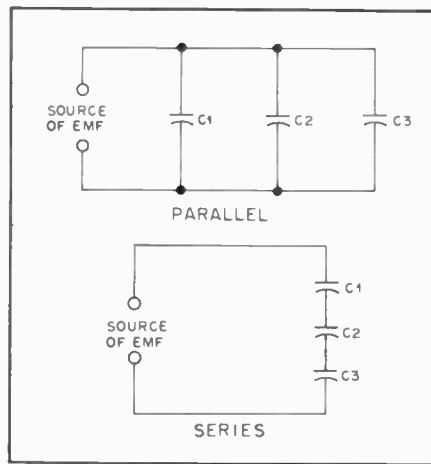 SOURCE
OF EMF
C1
C2
C3
PARALLEL
SOURCE
OF EMF
C1
C2
C3
SERIES